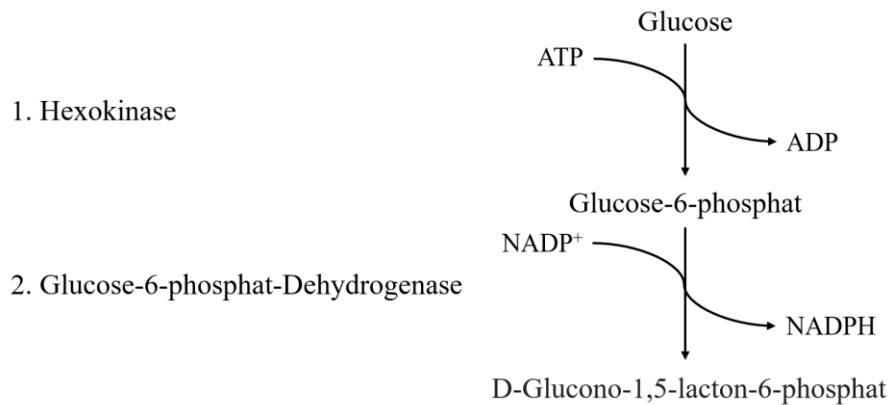 Glucose
ATP
1. Hexokinase
ADP
Glucose-6-phosphat
NADP⁺
2. Glucose-6-phosphat-Dehydrogenase
NADPH
D-Glucono-1,5-lacton-6-phosphat